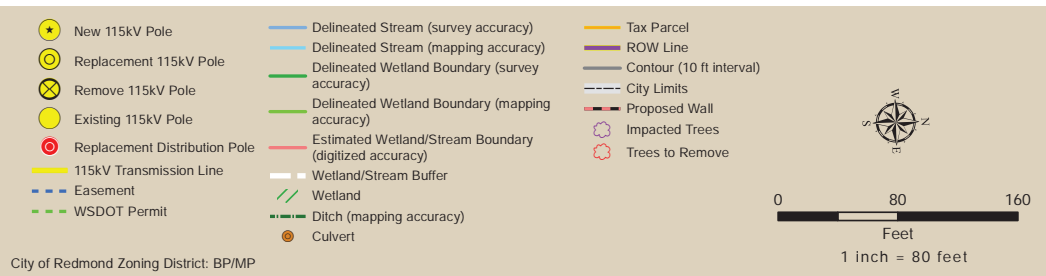 New 115kV Pole
Replacement 115kV Pole
Remove 115kV Pole
Existing 115kV Pole
Replacement Distribution Pole
115kV Transmission Line
Easement
WSDOT Permit
City of Redmond Zoning District: BP/MP
Delineated Stream (survey accuracy)
Delineated Stream (mapping accuracy)
Delineated Wetland Boundary (survey
accuracy)
Delineated Wetland Boundary (mapping
accuracy)
Estimated Wetland/Stream Boundary
(digitized accuracy)
Wetland/Stream Buffer
Wetland
Ditch (mapping accuracy)
Culvert
Tax Parcel
ROW Line
Contour (10 ft interval)
City Limits
Proposed Wall
Impacted Trees
Trees to Remove
W
S N
E
0 80 160
Feet
1 inch = 80 feet